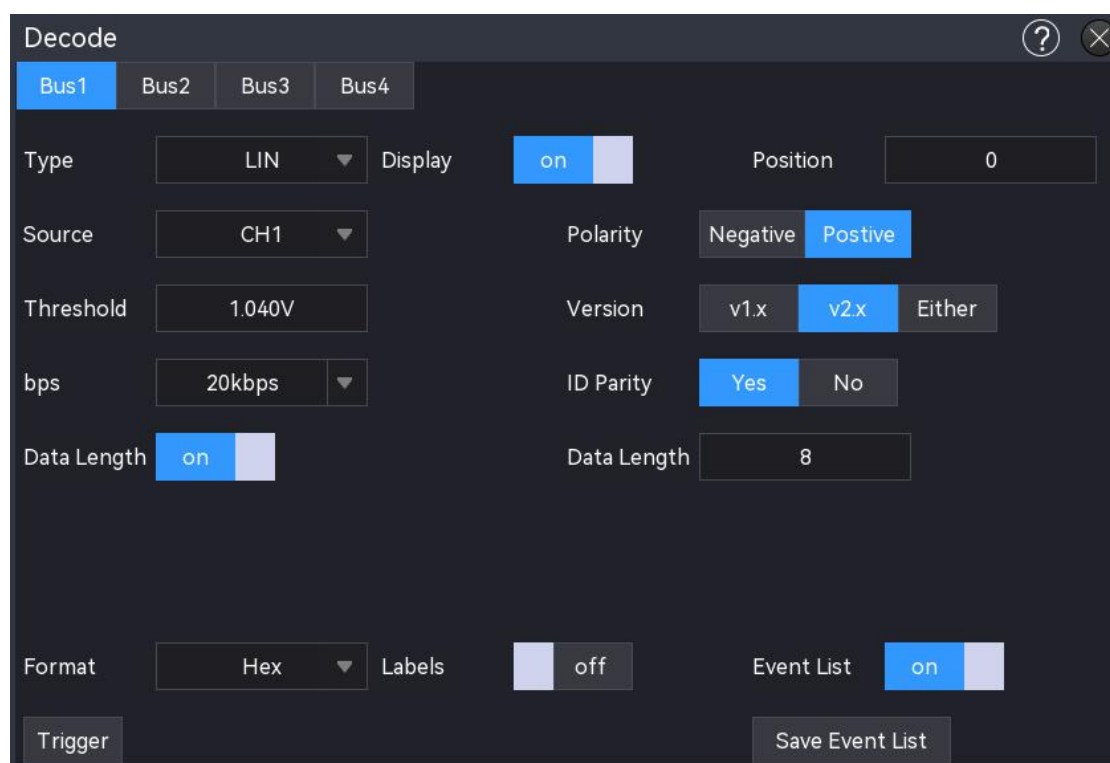 Decode ?
Bus1 Bus2 Bus3 Bus4
Type LIN Display on Position 0
Source CH1 Polarity Negative Postive
Threshold 1.040V Version v1.x v2.x Either
bps 20kbps ID Parity Yes No
Data Length on Data Length 8
Format Hex Labels off Event List on
Trigger Save Event List